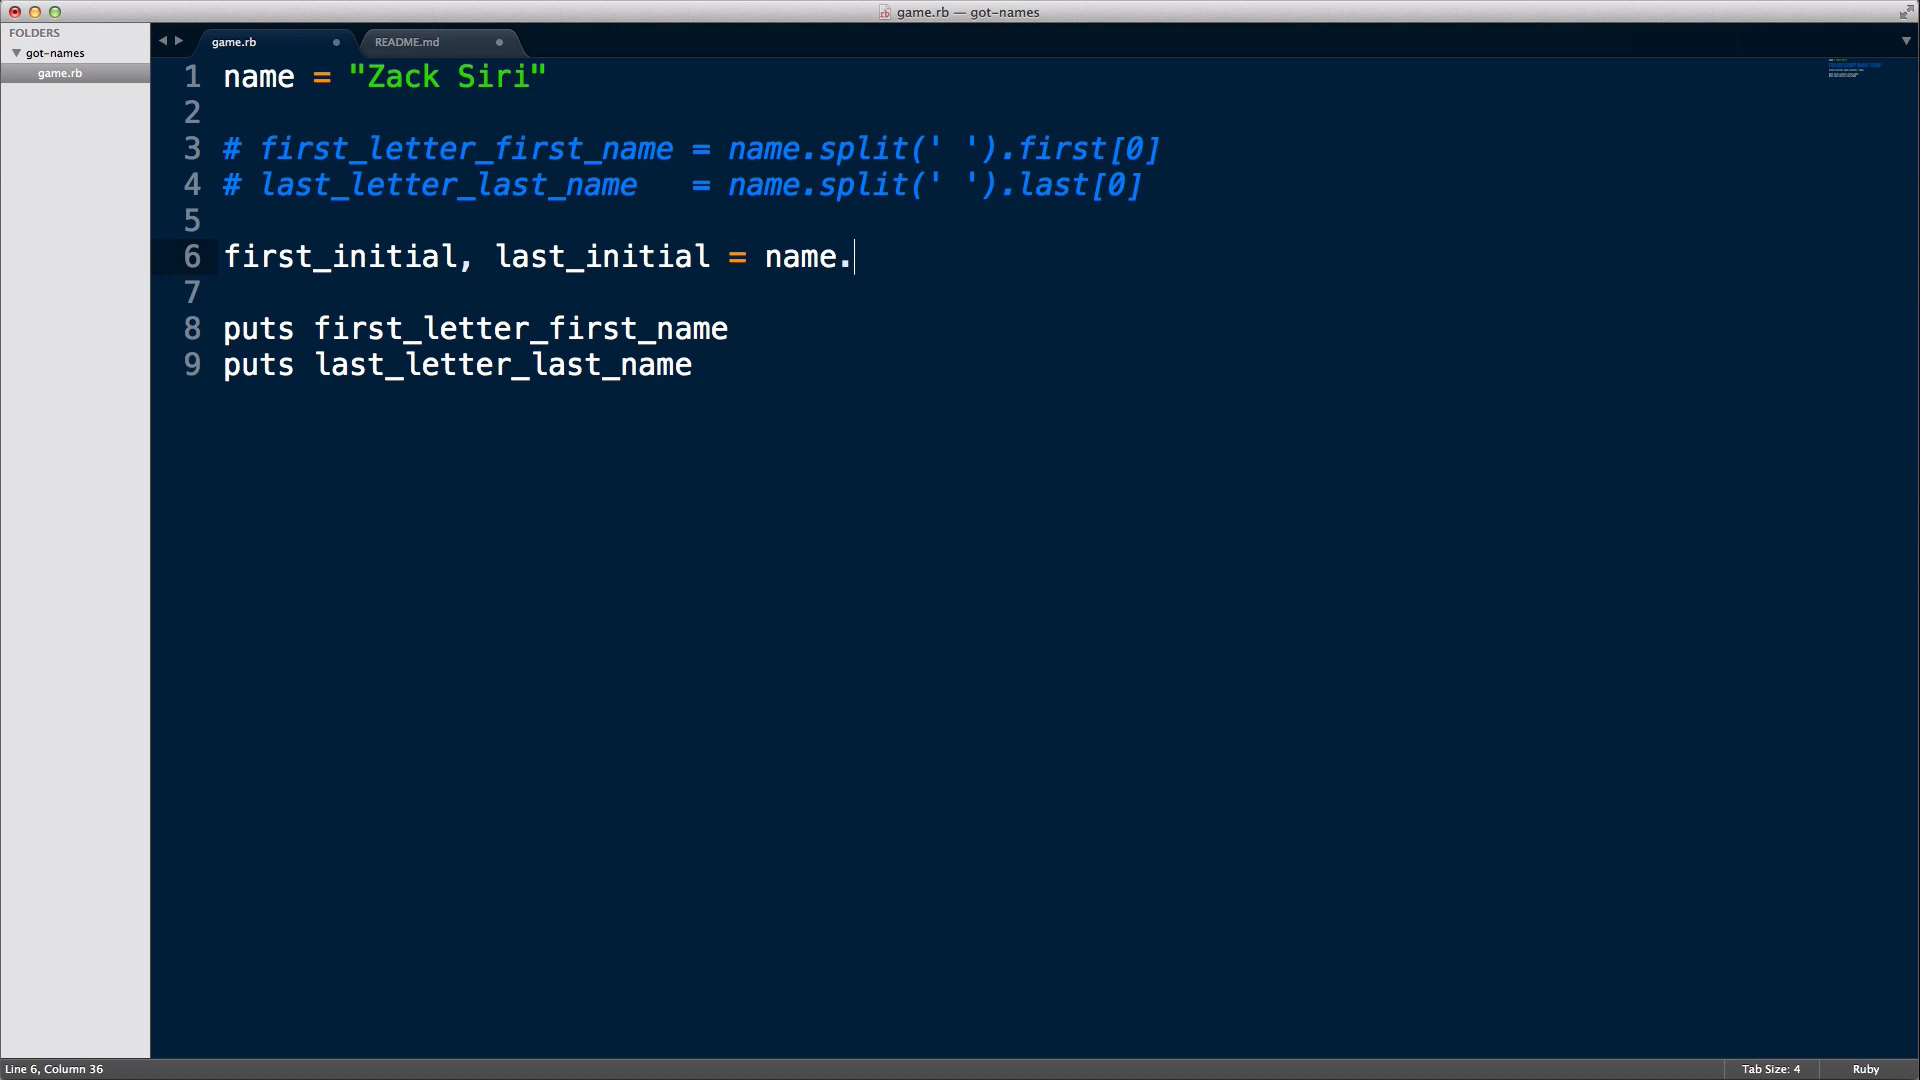 game.rb — got-names
FOLDERS
got-names
game.rb
game.rb
README.md
1 name = "Zack Siri"
2
3 # first_letter_first_name = name.split(' ').first[0]
4 # last_letter_last_name   = name.split(' ').last[0]
5
6 first_initial, last_initial = name.
7
8 puts first_letter_first_name
9 puts last_letter_last_name
Line 6, Column 36
Tab Size: 4
Ruby